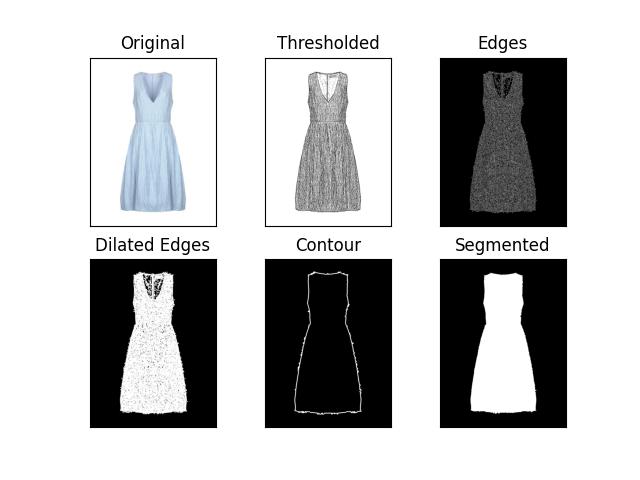 Original
Thresholded
Edges
Dilated Edges
Contour
Segmented